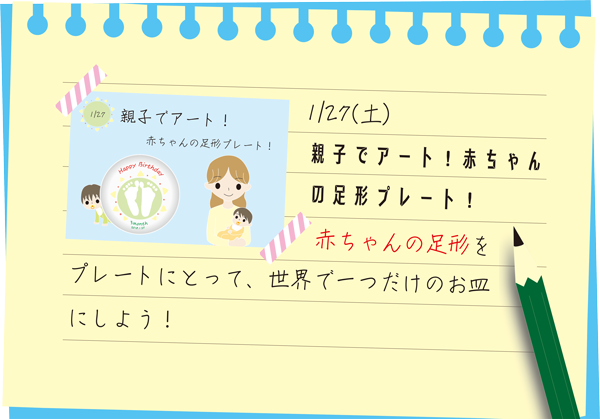 1/27
親子でアート！
赤ちゃんの足形プレート！
Happy Birthday
1month
1/27(土)
親子でアート！赤ちゃん
の足形プレート！
赤ちゃんの足形を
プレートにとって、世界で一つだけのお皿
にしよう！